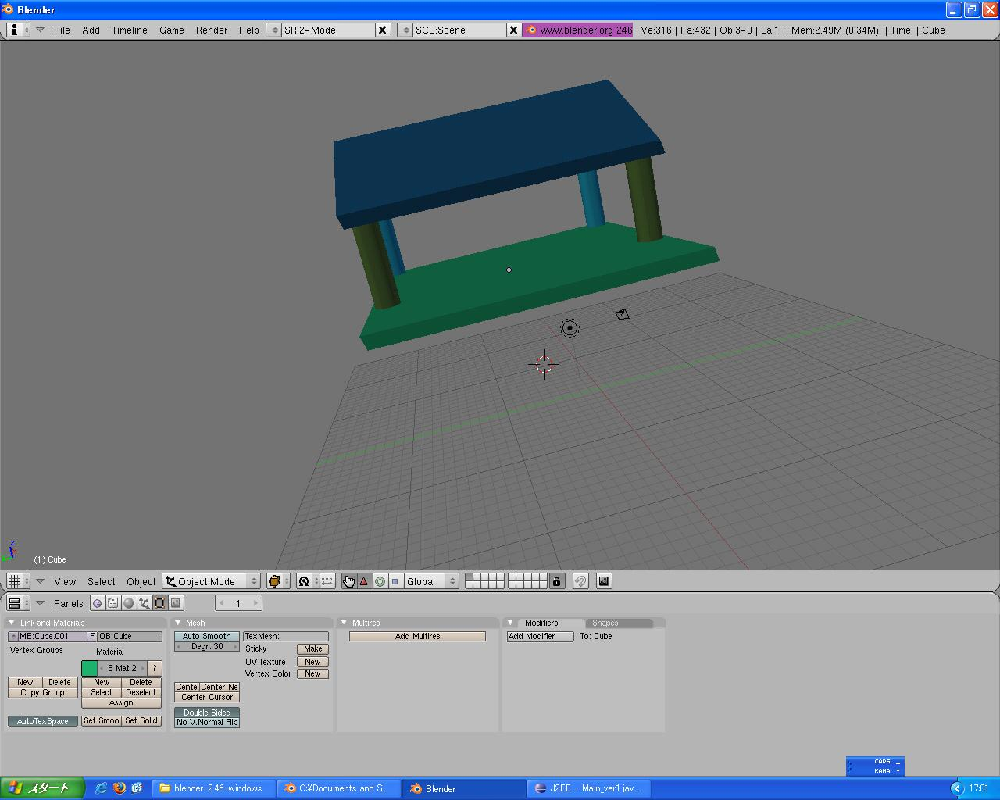 Blender
File Add Timeline Game Render Help SR:2-Model SCE:Scene www.blender.org 246 Ve:316 | Fa:432 | Ob:3-0 | La:1 | Mem:2.49M (0.34M) | Time: | Cube
z
(1) Cube
View Select Object Object Mode Global
Panels 1
Link and Materials Mesh Multires Modifiers Shapes
ME:Cube.001 F OB:Cube Auto Smooth TexMesh: Add Multires Add Modifier To: Cube
Vertex Groups Material Degr: 30 Sticky Make
5 Mat 2 ? UV Texture New
Vertex Color New
New Delete New Delete
Copy Group Select Deselect Cente Center Ne
Assign Center Cursor
AutoTexSpace Set Smoo Set Solid Double Sided
No V.Normal Flip
CAPS
KANA
スタート blender-2.46-windows C:¥Documents and S... Blender J2EE - Main_ver1.jav... 17:01